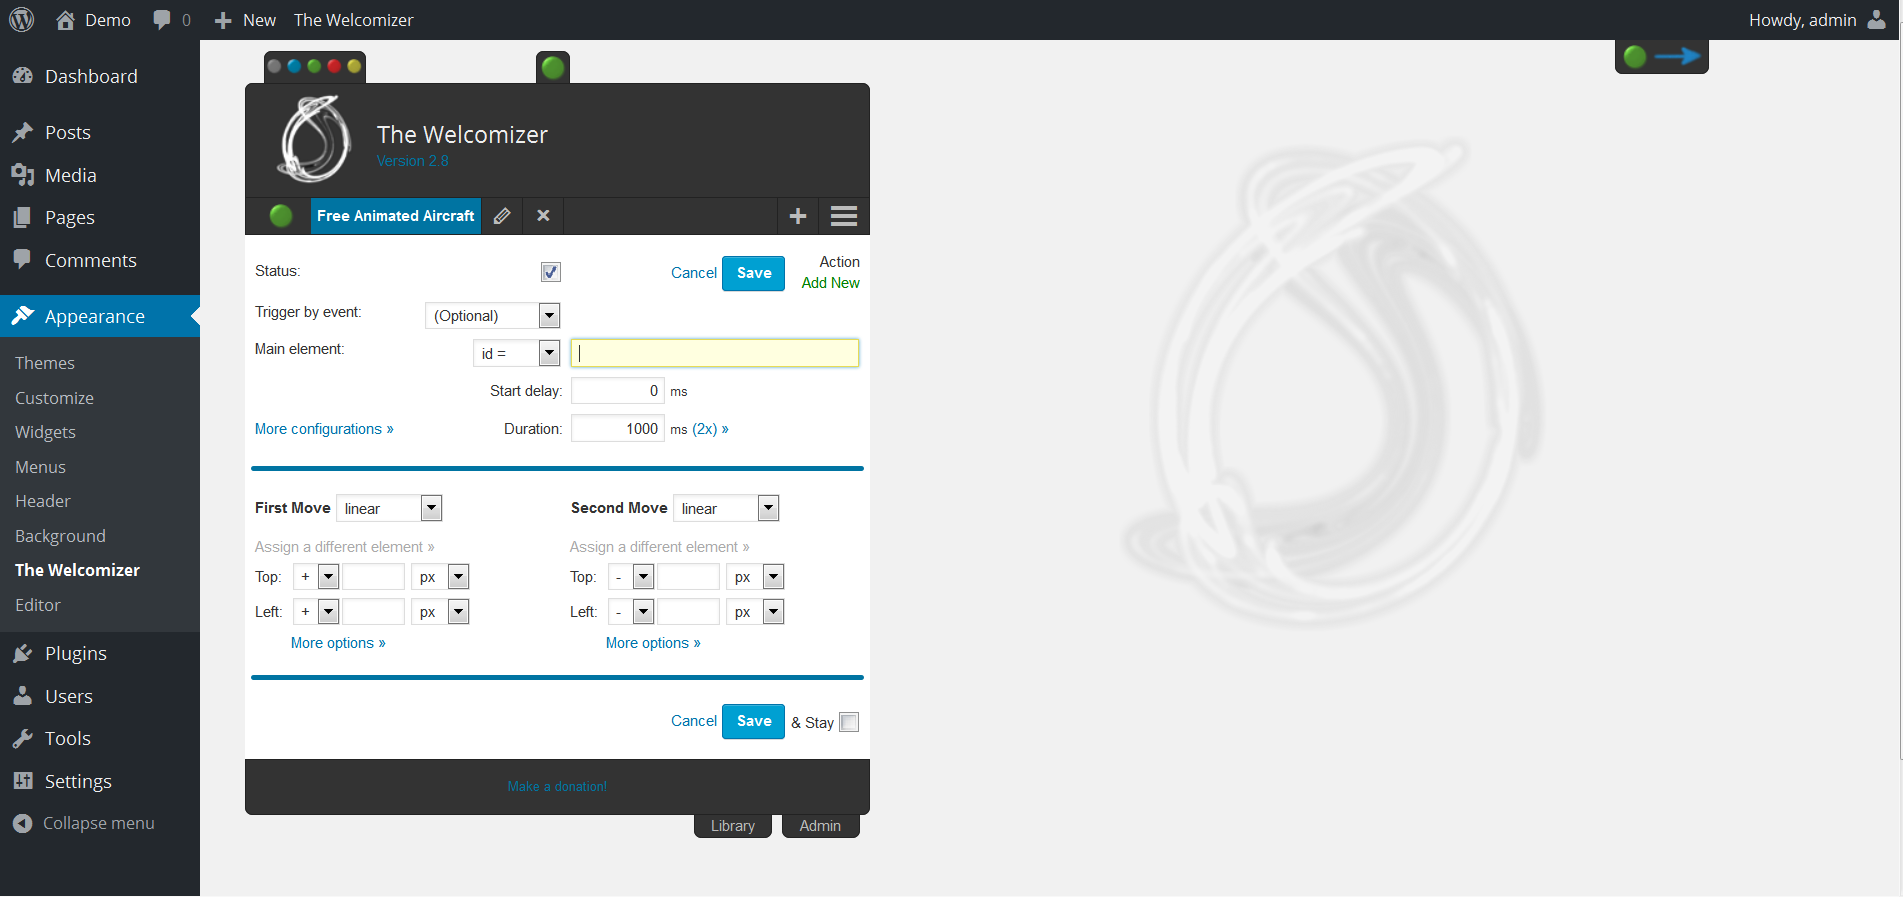 Demo 0 New The Welcomizer Howdy, admin
Dashboard
Posts
Media
Pages
Comments
Appearance
Themes
Customize
Widgets
Menus
Header
Background
The Welcomizer
Editor
Plugins
Users
Tools
Settings
Collapse menu
The Welcomizer
Version 2.8
Free Animated Aircraft
Status: Cancel Save Action
Add New
Trigger by event: (Optional)
Main element: id =
Start delay: 0 ms
More configurations » Duration: 1000 ms (2x) »
First Move linear Second Move linear
Assign a different element » Assign a different element »
Top: + px Top: - px
Left: + px Left: - px
More options » More options »
Cancel Save & Stay
Make a donation!
Library Admin